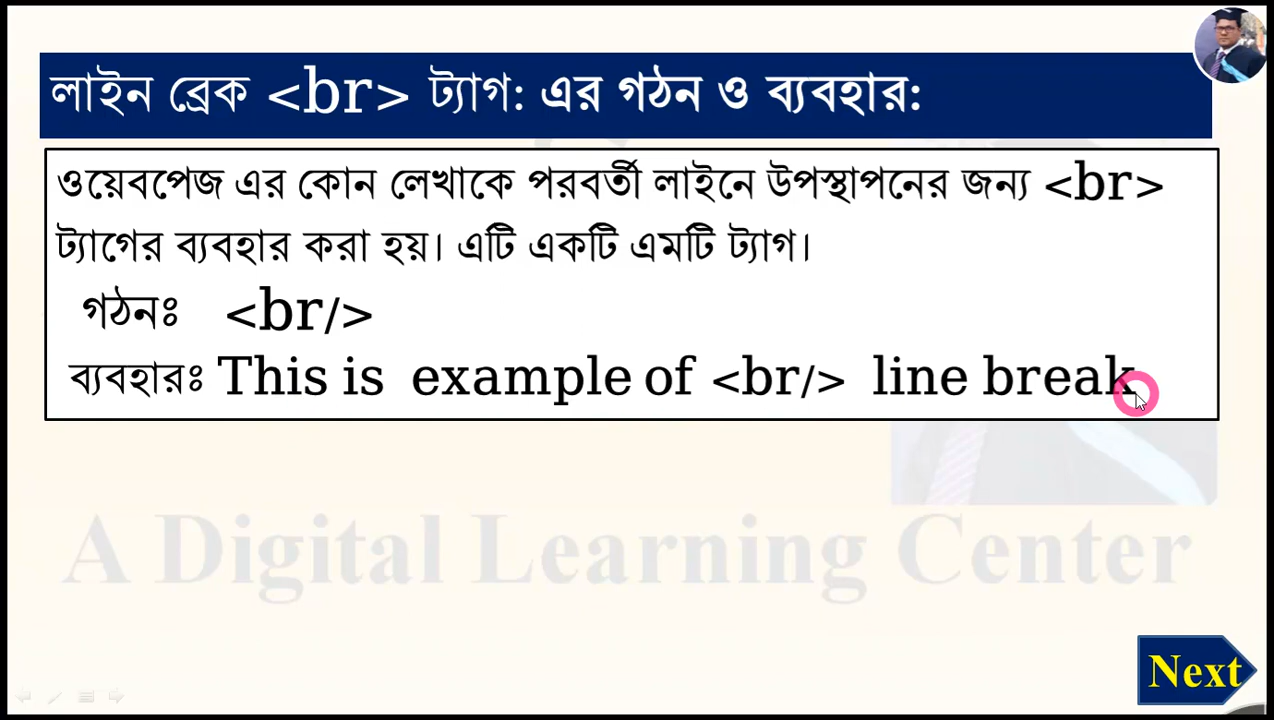 লাইন ব্রেক <br> ট্যাগ: এর গঠন ও ব্যবহার:
ওয়েবপেজ এর কোন লেখাকে পরবর্তী লাইনে উপস্থাপনের জন্য <br>
ট্যাগের ব্যবহার করা হয়। এটি একটি এমটি ট্যাগ।
গঠনঃ <br/>
ব্যবহারঃ This is example of <br/> line break
A Digital Learning Center
Next